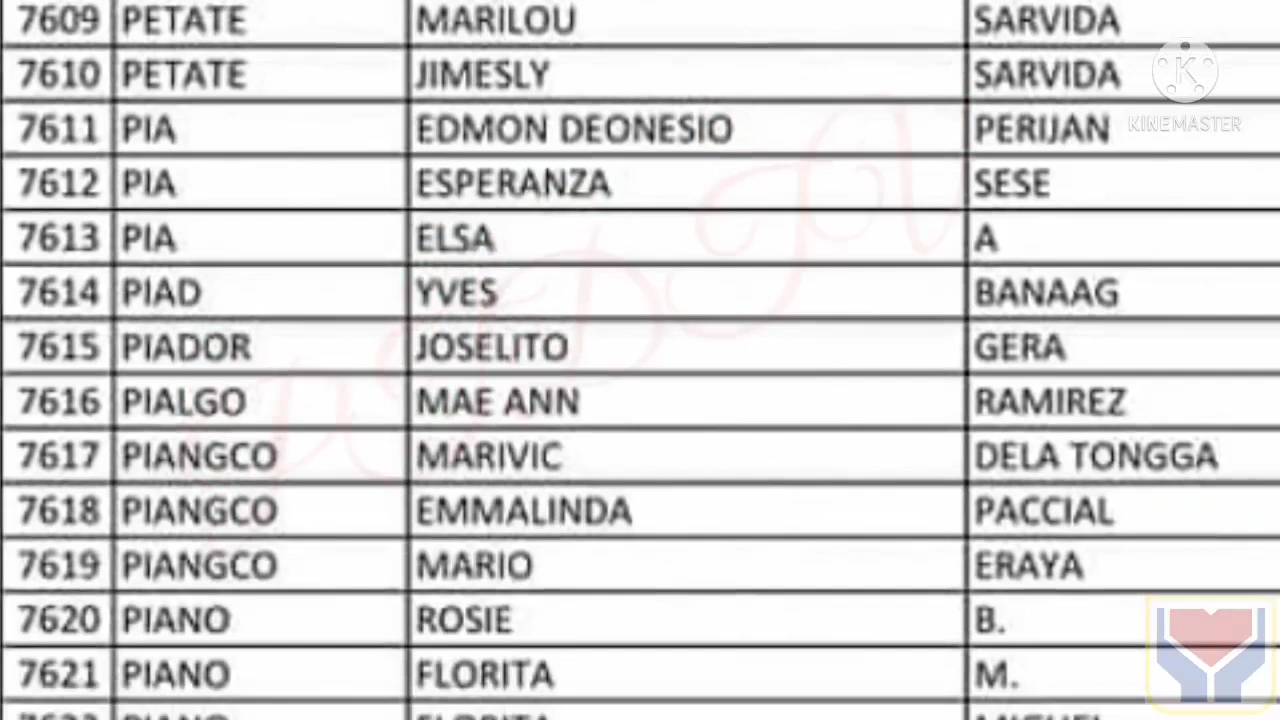 7609 PETATE MARILOU SARVIDA
7610 PETATE JIMESLY SARVIDA
7611 PIA EDMON DEONESIO PERIJAN
7612 PIA ESPERANZA SESE
7613 PIA ELSA A
7614 PIAD YVES BANAAG
7615 PIADOR JOSELITO GERA
7616 PIALGO MAE ANN RAMIREZ
7617 PIANGCO MARIVIC DELA TONGGA
7618 PIANGCO EMMALINDA PACCIAL
7619 PIANGCO MARIO ERAYA
7620 PIANO ROSIE B.
7621 PIANO FLORITA M.
K
KINEMASTER